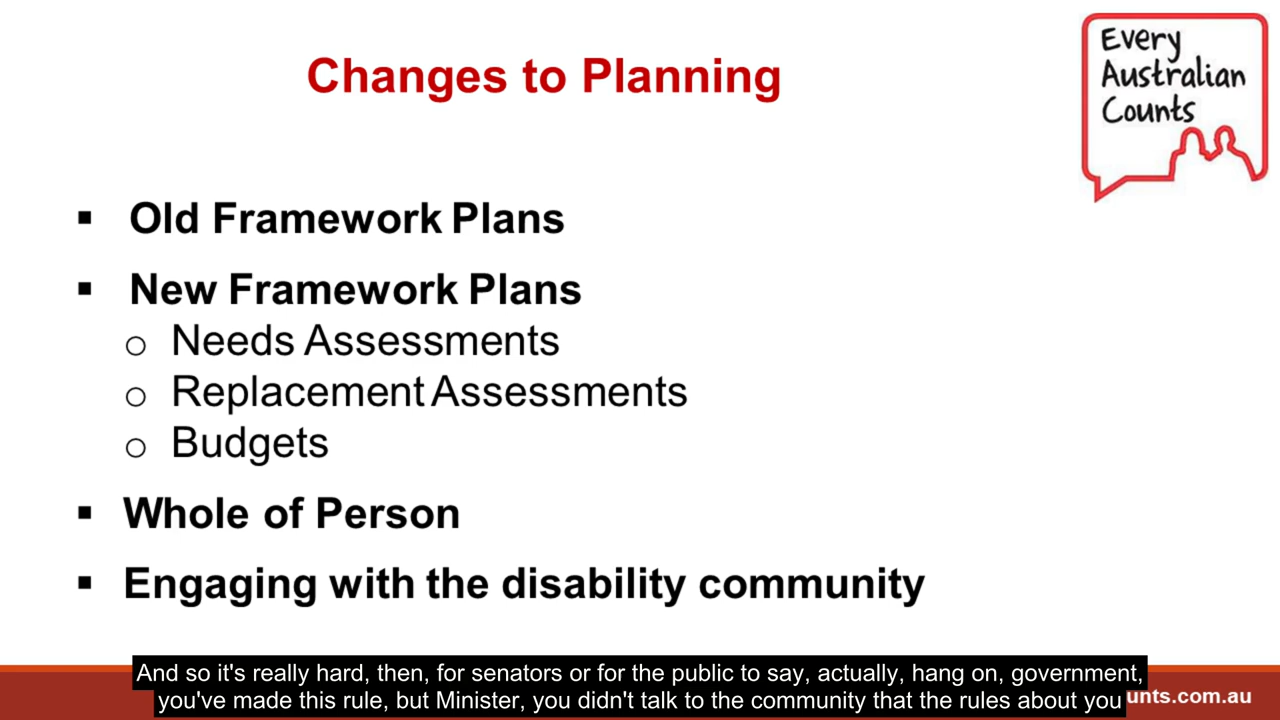 Changes to Planning
Every
Australian
Counts
Old Framework Plans
New Framework Plans
Needs Assessments
Replacement Assessments
Budgets
Whole of Person
Engaging with the disability community
And so it's really hard, then, for senators or for the public to say, actually, hang on, government,
you've made this rule, but Minister, you didn't talk to the community that the rules about you
unts.com.au